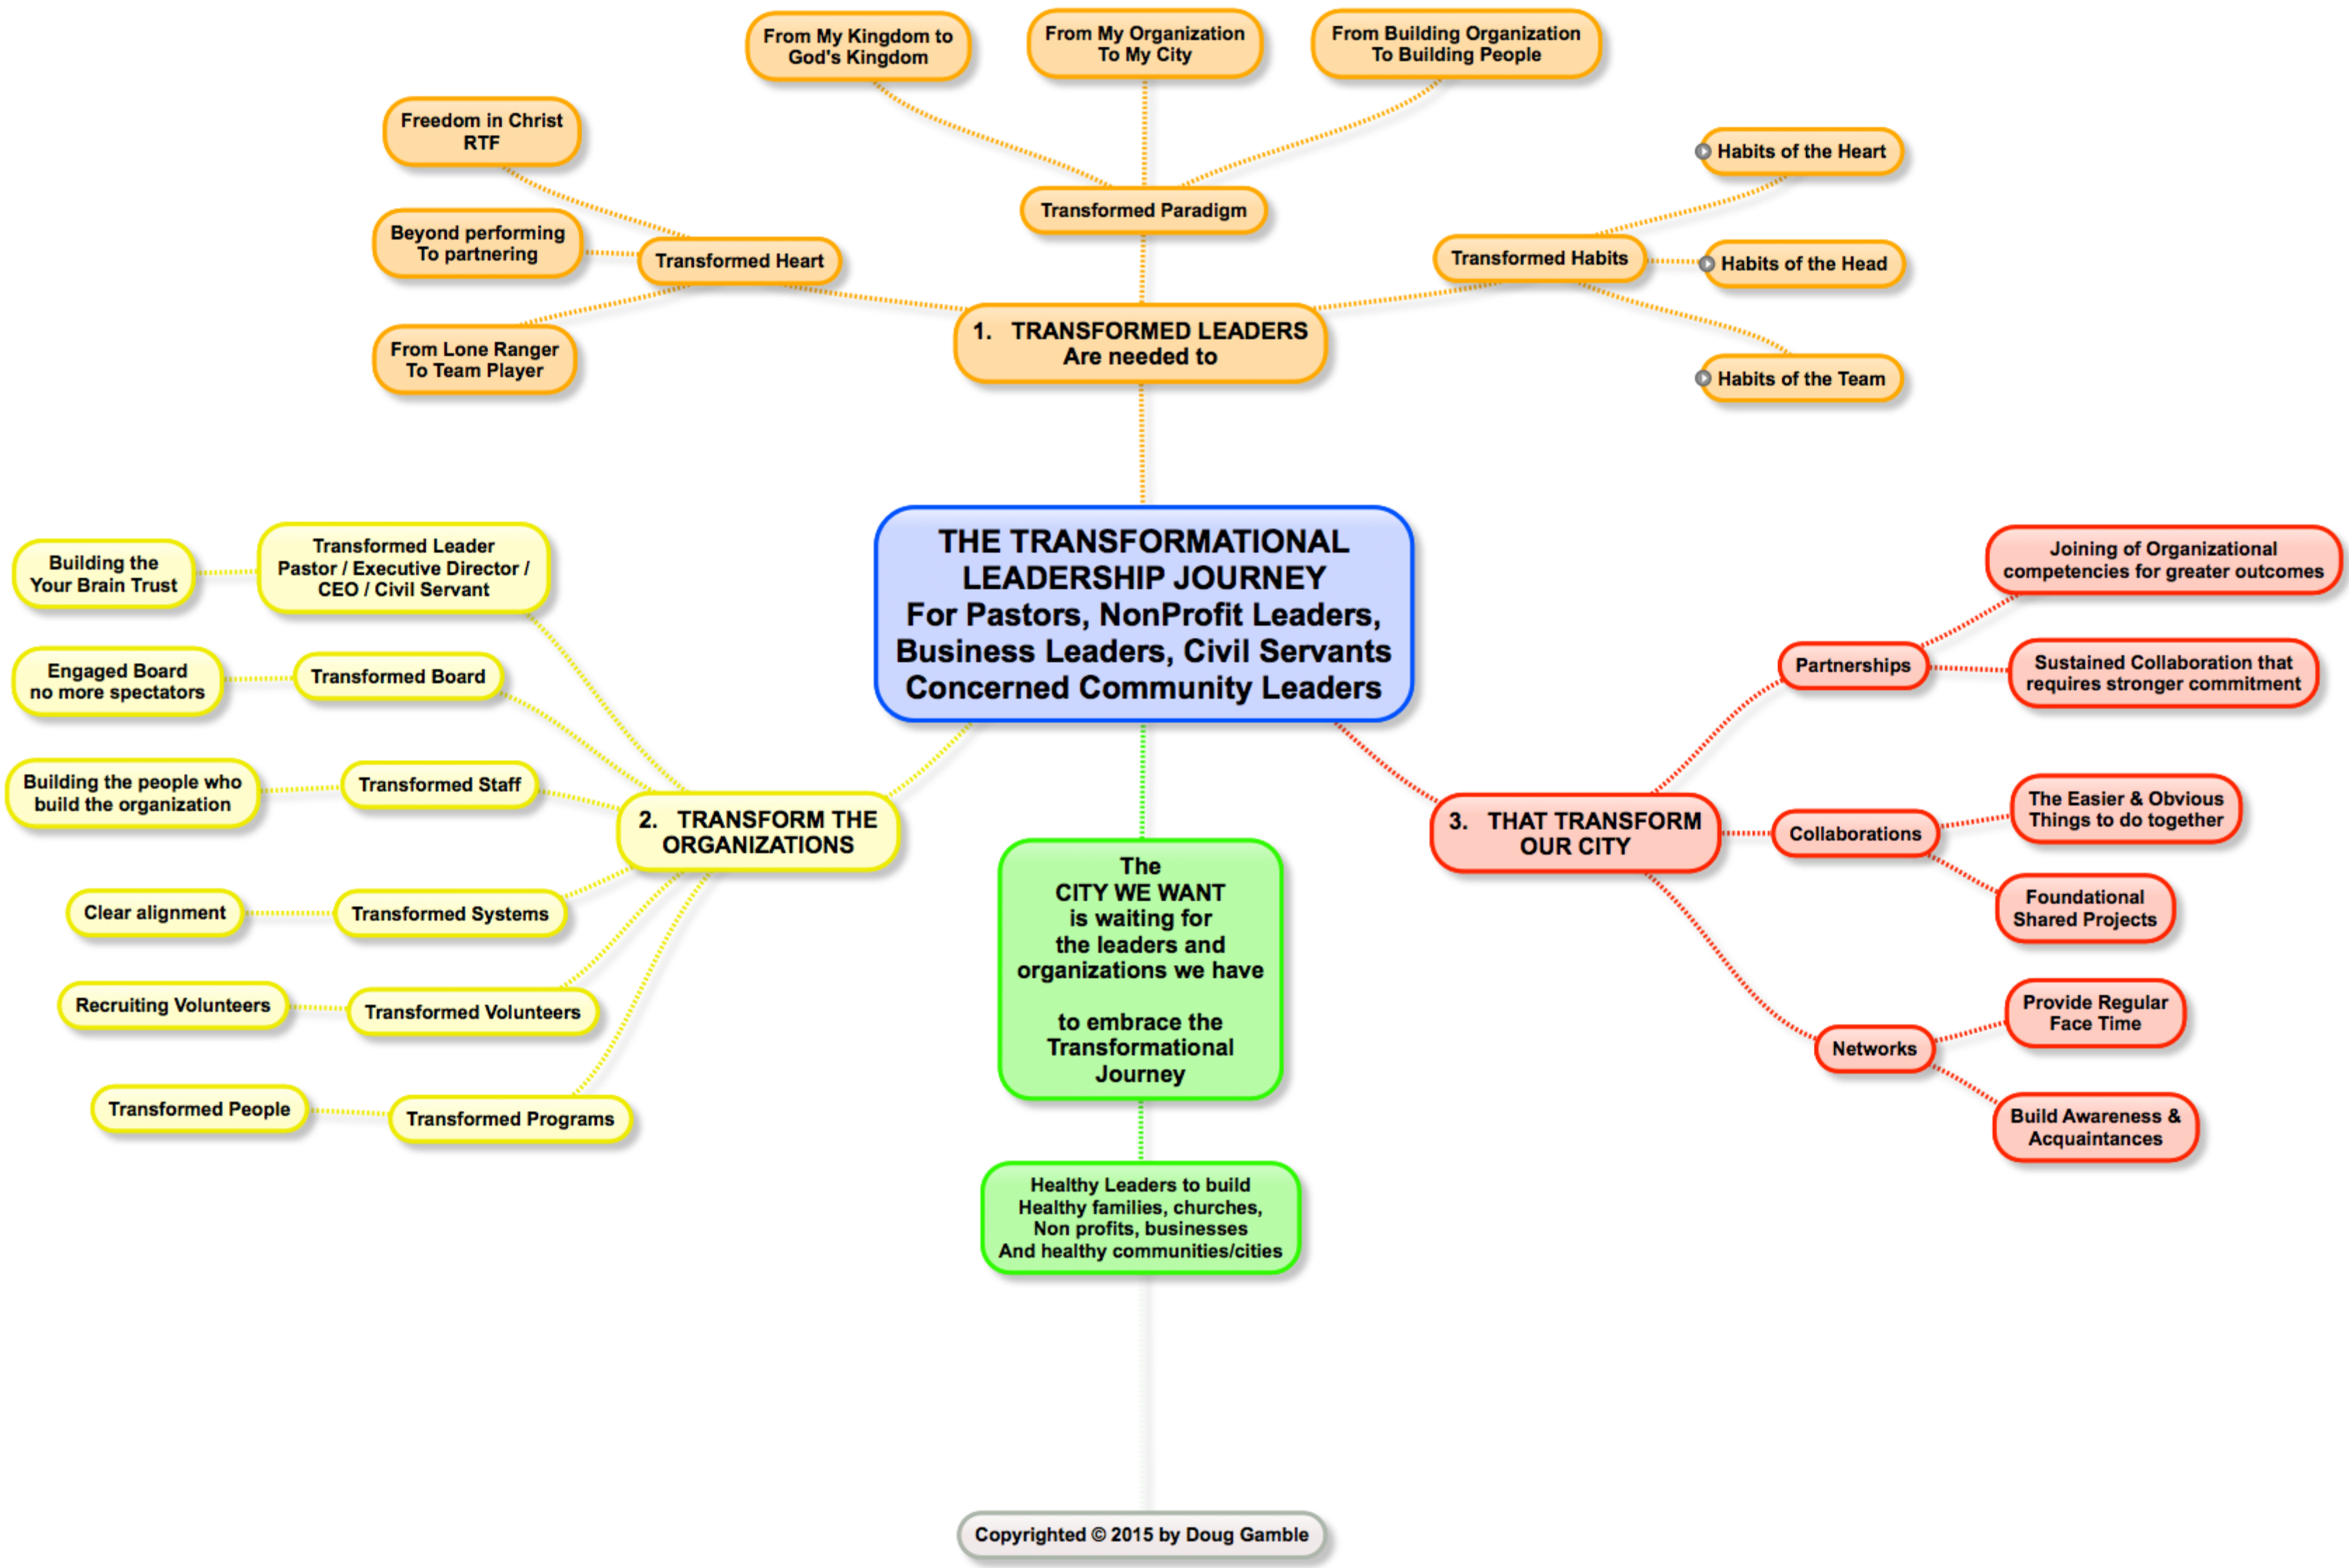 From My Kingdom to
God's Kingdom
From My Organization
To My City
From Building Organization
To Building People
Freedom in Christ
RTF
Beyond performing
To partnering
From Lone Ranger
To Team Player
Transformed Heart
Transformed Paradigm
Transformed Habits
Habits of the Heart
Habits of the Head
Habits of the Team
1. TRANSFORMED LEADERS
Are needed to
THE TRANSFORMATIONAL
LEADERSHIP JOURNEY
For Pastors, NonProfit Leaders,
Business Leaders, Civil Servants
Concerned Community Leaders
Building the
Your Brain Trust
Transformed Leader
Pastor / Executive Director /
CEO / Civil Servant
Engaged Board
no more spectators
Transformed Board
Building the people who
build the organization
Transformed Staff
2. TRANSFORM THE
ORGANIZATIONS
Clear alignment
Transformed Systems
Recruiting Volunteers
Transformed Volunteers
Transformed People
Transformed Programs
The
CITY WE WANT
is waiting for
the leaders and
organizations we have
to embrace the
Transformational
Journey
Healthy Leaders to build
Healthy families, churches,
Non profits, businesses
And healthy communities/cities
3. THAT TRANSFORM
OUR CITY
Partnerships
Joining of Organizational
competencies for greater outcomes
Sustained Collaboration that
requires stronger commitment
Collaborations
The Easier & Obvious
Things to do together
Foundational
Shared Projects
Networks
Provide Regular
Face Time
Build Awareness &
Acquaintances
Copyrighted © 2015 by Doug Gamble